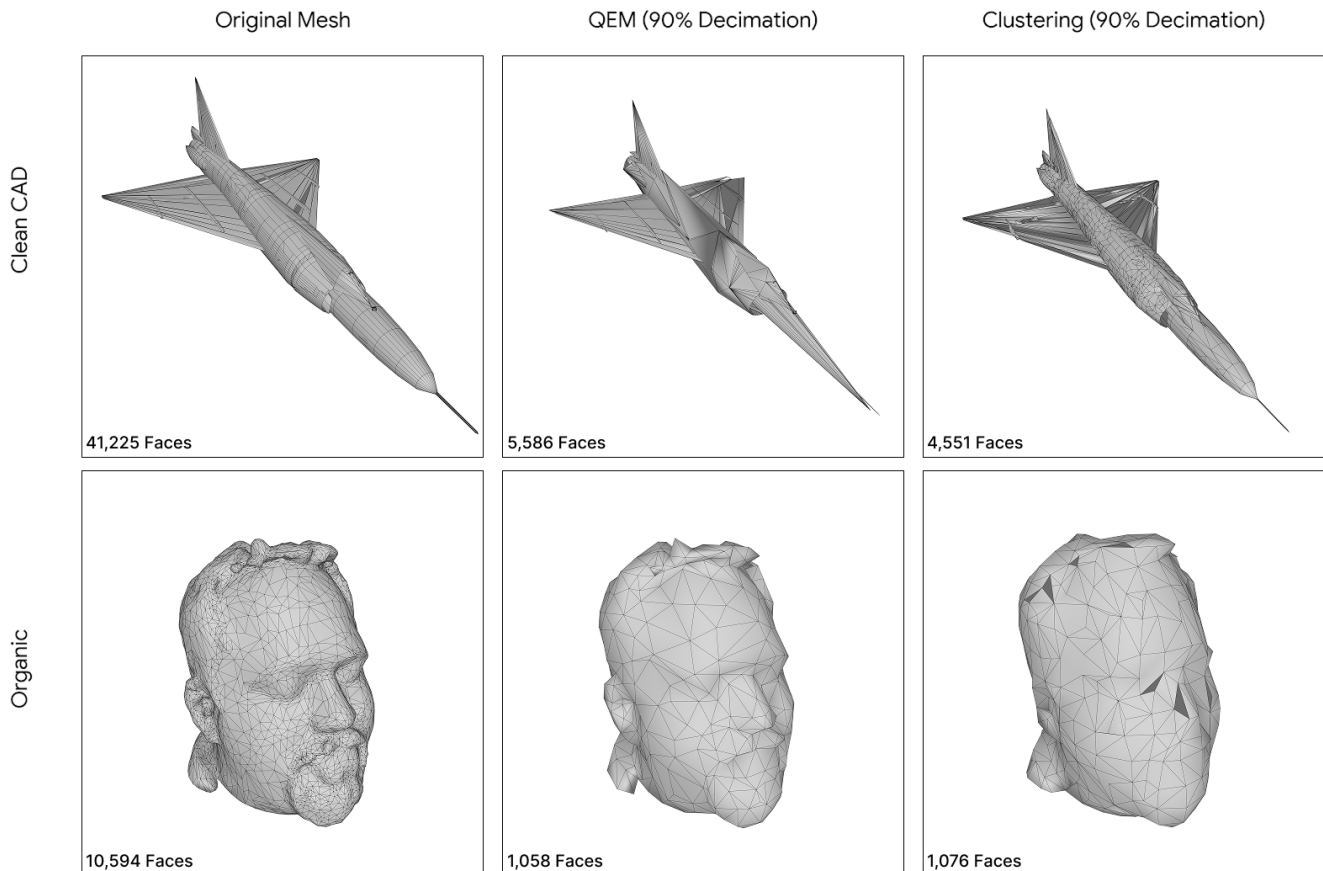 Original Mesh
QEM (90% Decimation)
Clustering (90% Decimation)
Clean CAD
41,225 Faces
5,586 Faces
4,551 Faces
Organic
10,594 Faces
1,058 Faces
1,076 Faces